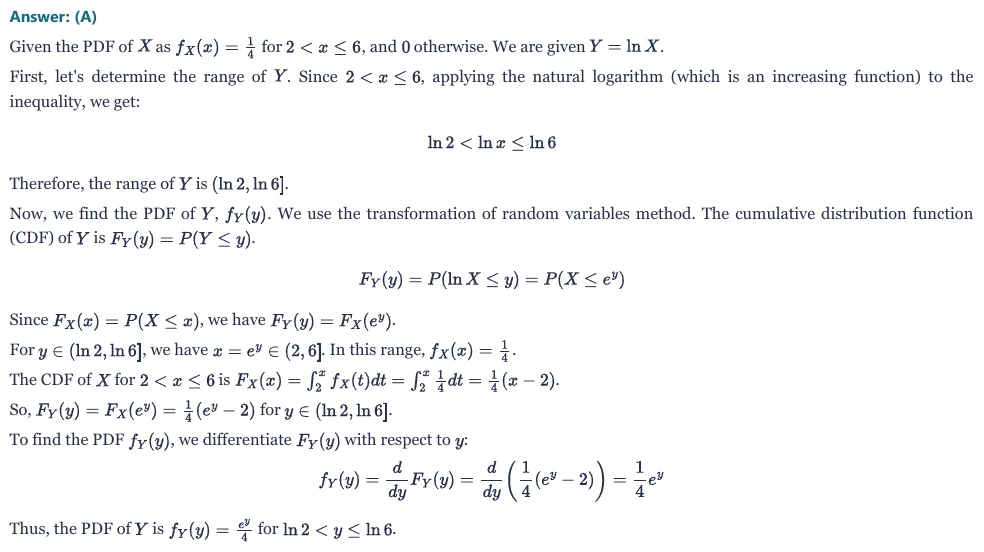 Answer: (A)
Given the PDF of X as f_X(x) = 1/4 for 2 < x ≤ 6, and 0 otherwise. We are given Y = ln X.
First, let's determine the range of Y. Since 2 < x ≤ 6, applying the natural logarithm (which is an increasing function) to the
inequality, we get:
ln 2 < ln x ≤ ln 6
Therefore, the range of Y is (ln 2, ln 6].
Now, we find the PDF of Y, f_Y(y). We use the transformation of random variables method. The cumulative distribution function
(CDF) of Y is F_Y(y) = P(Y ≤ y).
F_Y(y) = P(ln X ≤ y) = P(X ≤ e^y)
Since F_X(x) = P(X ≤ x), we have F_Y(y) = F_X(e^y).
For y ∈ (ln 2, ln 6], we have x = e^y ∈ (2, 6]. In this range, f_X(x) = 1/4.
The CDF of X for 2 < x ≤ 6 is F_X(x) = ∫_2^x f_X(t)dt = ∫_2^x 1/4 dt = 1/4(x − 2).
So, F_Y(y) = F_X(e^y) = 1/4(e^y − 2) for y ∈ (ln 2, ln 6].
To find the PDF f_Y(y), we differentiate F_Y(y) with respect to y:
f_Y(y) = d/dy F_Y(y) = d/dy (1/4(e^y − 2)) = 1/4 e^y
Thus, the PDF of Y is f_Y(y) = e^y/4 for ln 2 < y ≤ ln 6.